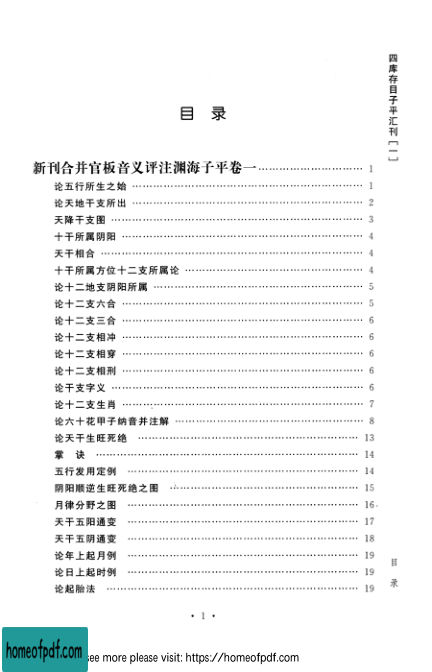 四库存目子平汇刊[一]
目 录
新刊合并官板音义评注渊海子平卷一……………………… 1
论五行所生之始 ……………………… 1
论天地干支所出 ……………………… 2
天降干支图 ……………………… 3
十干所属阴阳 ……………………… 4
天干相合 ……………………… 4
十干所属方位十二支所属论 ……………………… 4
论十二地支阴阳所属 ……………………… 5
论十二支六合 ……………………… 5
论十二支三合 ……………………… 6
论十二支相冲 ……………………… 6
论十二支相穿 ……………………… 6
论十二支相刑 ……………………… 6
论干支字义 ……………………… 6
论十二支生肖 ……………………… 7
论六十花甲子纳音并注解 ……………………… 8
论天干生旺死绝 ……………………… 13
掌 诀 ……………………… 14
五行发用定例 ……………………… 14
阴阳顺逆生旺死绝之图 ……………………… 15
月律分野之图 ……………………… 16
天干五阳通变 ……………………… 17
天干五阴通变 ……………………… 18
论年上起月例 ……………………… 19
论日上起时例 ……………………… 19
论起胎法 ……………………… 19
目 录
· 1 ·
homeofpdf.com
see more please visit: https://homeofpdf.com